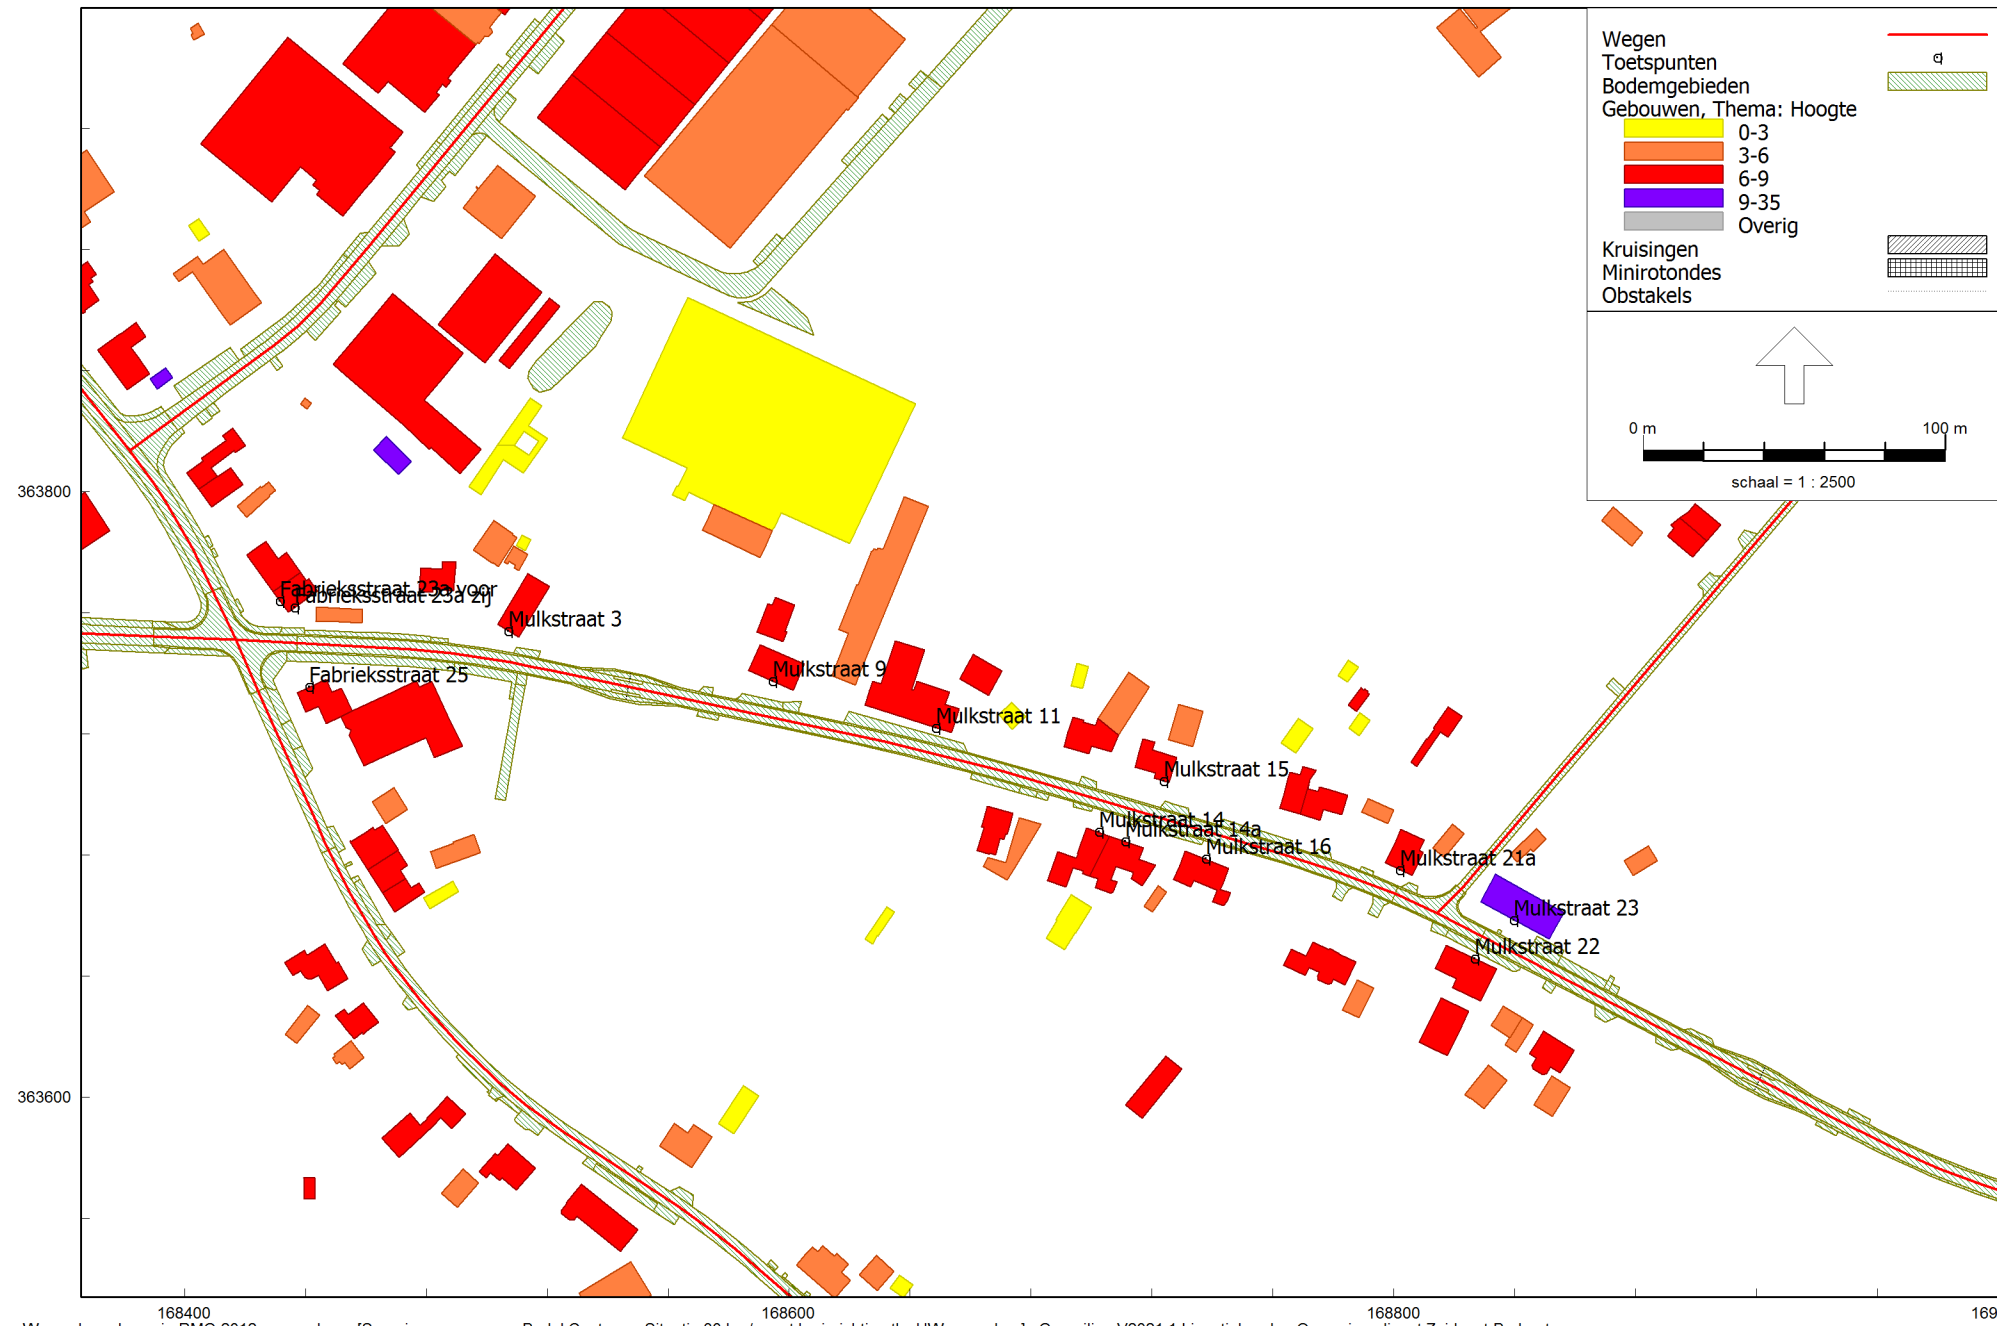 Wegen
Toetspunten
Bodemgebieden
Gebouwen, Thema: Hoogte
0-3
3-6
6-9
9-35
Overig
Kruisingen
Minirotondes
Obstakels
0 m
100 m
schaal = 1 : 2500
363800
Fabrieksstraat 23a voor
Fabrieksstraat 23a zij
Mulkstraat 3
Fabrieksstraat 25
Mulkstraat 9
Mulkstraat 11
Mulkstraat 15
Mulkstraat 14
Mulkstraat 14a
Mulkstraat 16
Mulkstraat 21a
Mulkstraat 23
Mulkstraat 22
363600
168400
168600
168800
169